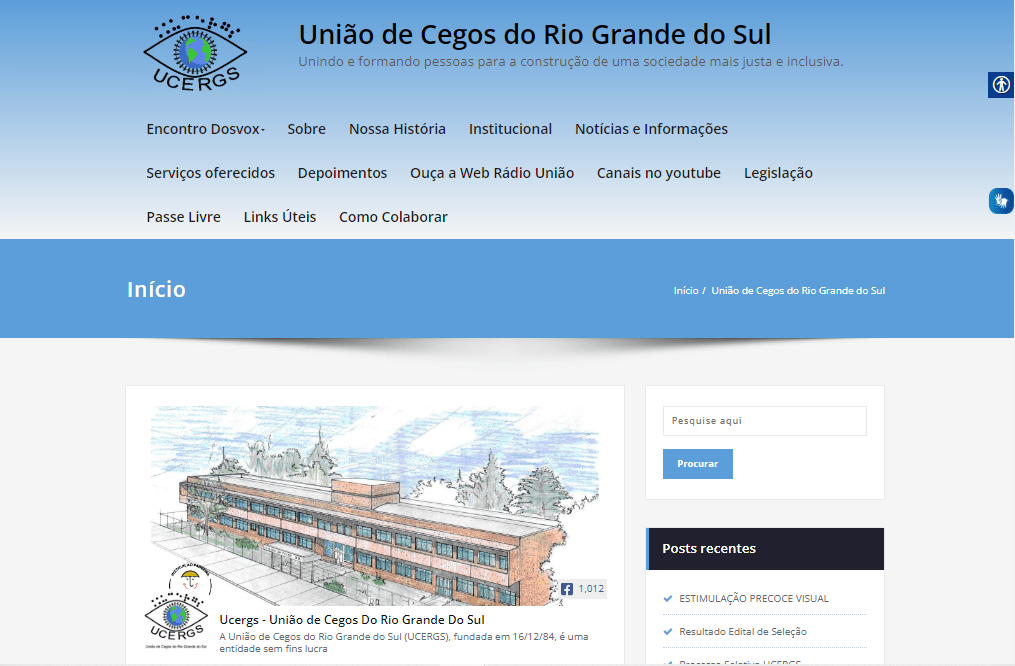 UCERGS
União de Cegos do Rio Grande do Sul
Unindo e formando pessoas para a construção de uma sociedade mais justa e inclusiva.
Encontro Dosvox Sobre Nossa História Institucional Notícias e Informações
Serviços oferecidos Depoimentos Ouça a Web Rádio União Canais no youtube Legislação
Passe Livre Links Úteis Como Colaborar
Início
Início / União de Cegos do Rio Grande do Sul
Pesquise aqui
Procurar
Posts recentes
ESTIMULAÇÃO PRECOCE VISUAL
Resultado Edital de Seleção
Processo Seletivo UCERGS
1,012
UCERGS
União de Cegos do Rio Grande do Sul
Ucergs - União de Cegos Do Rio Grande Do Sul
A União de Cegos do Rio Grande do Sul (UCERGS), fundada em 16/12/84, é uma
entidade sem fins lucra